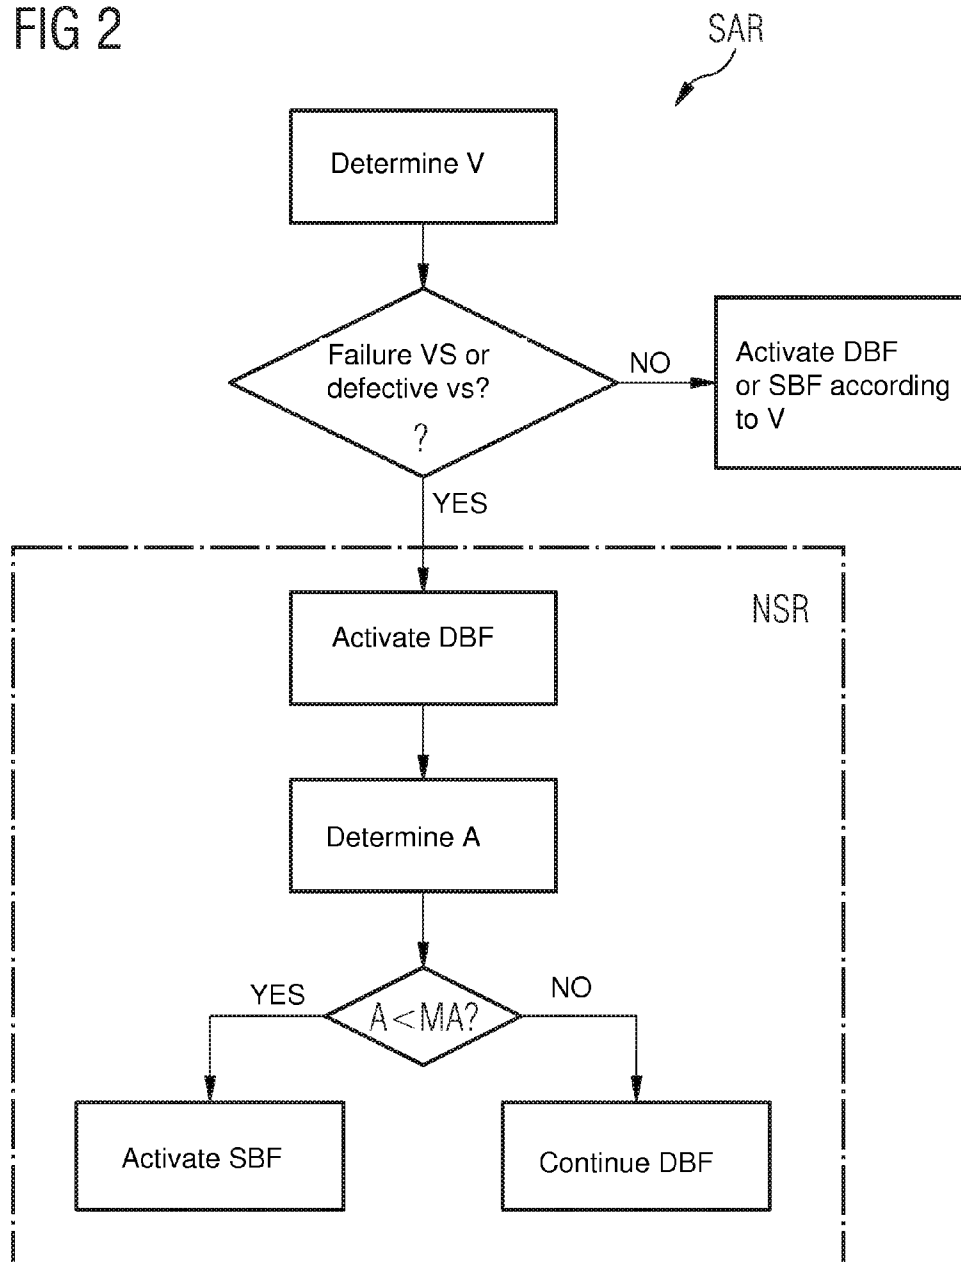 FIG 2
SAR
Determine V
Failure VS or
defective vs?
?
NO
Activate DBF
or SBF according
to V
YES
NSR
Activate DBF
Determine A
YES
A<MA?
NO
Activate SBF
Continue DBF